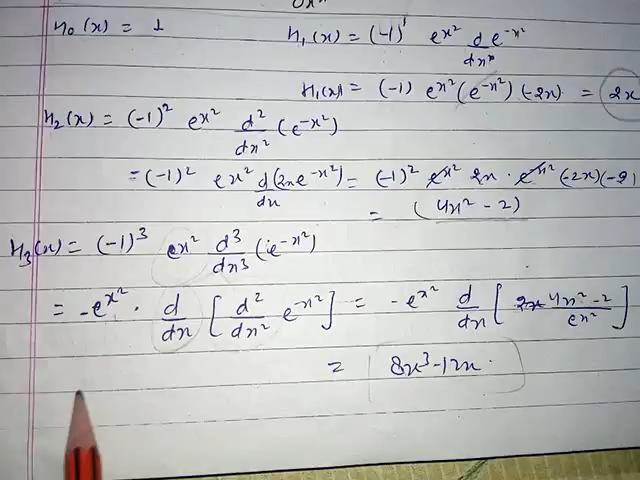 H₀(x) = 1
H₁(x) = (-1)¹ e^x² d/dx e^-x²
H₁(x) = (-1) e^x² (e^-x²) (-2x) = 2x
H₂(x) = (-1)² e^x² d²/dx² (e^-x²)
= (-1)² e^x² d/dx (2x e^-x²) = (-1)² e^x² 2x · e^x² (-2x)(-2)
= (4x² - 2)
H₃(x) = (-1)³ e^x² d³/dx³ (e^-x²)
= -e^x² · d/dx [d²/dx² e^-x²] = -e^x² d/dx [4x² - 2 / e^x²]
= 8x³ - 12x.